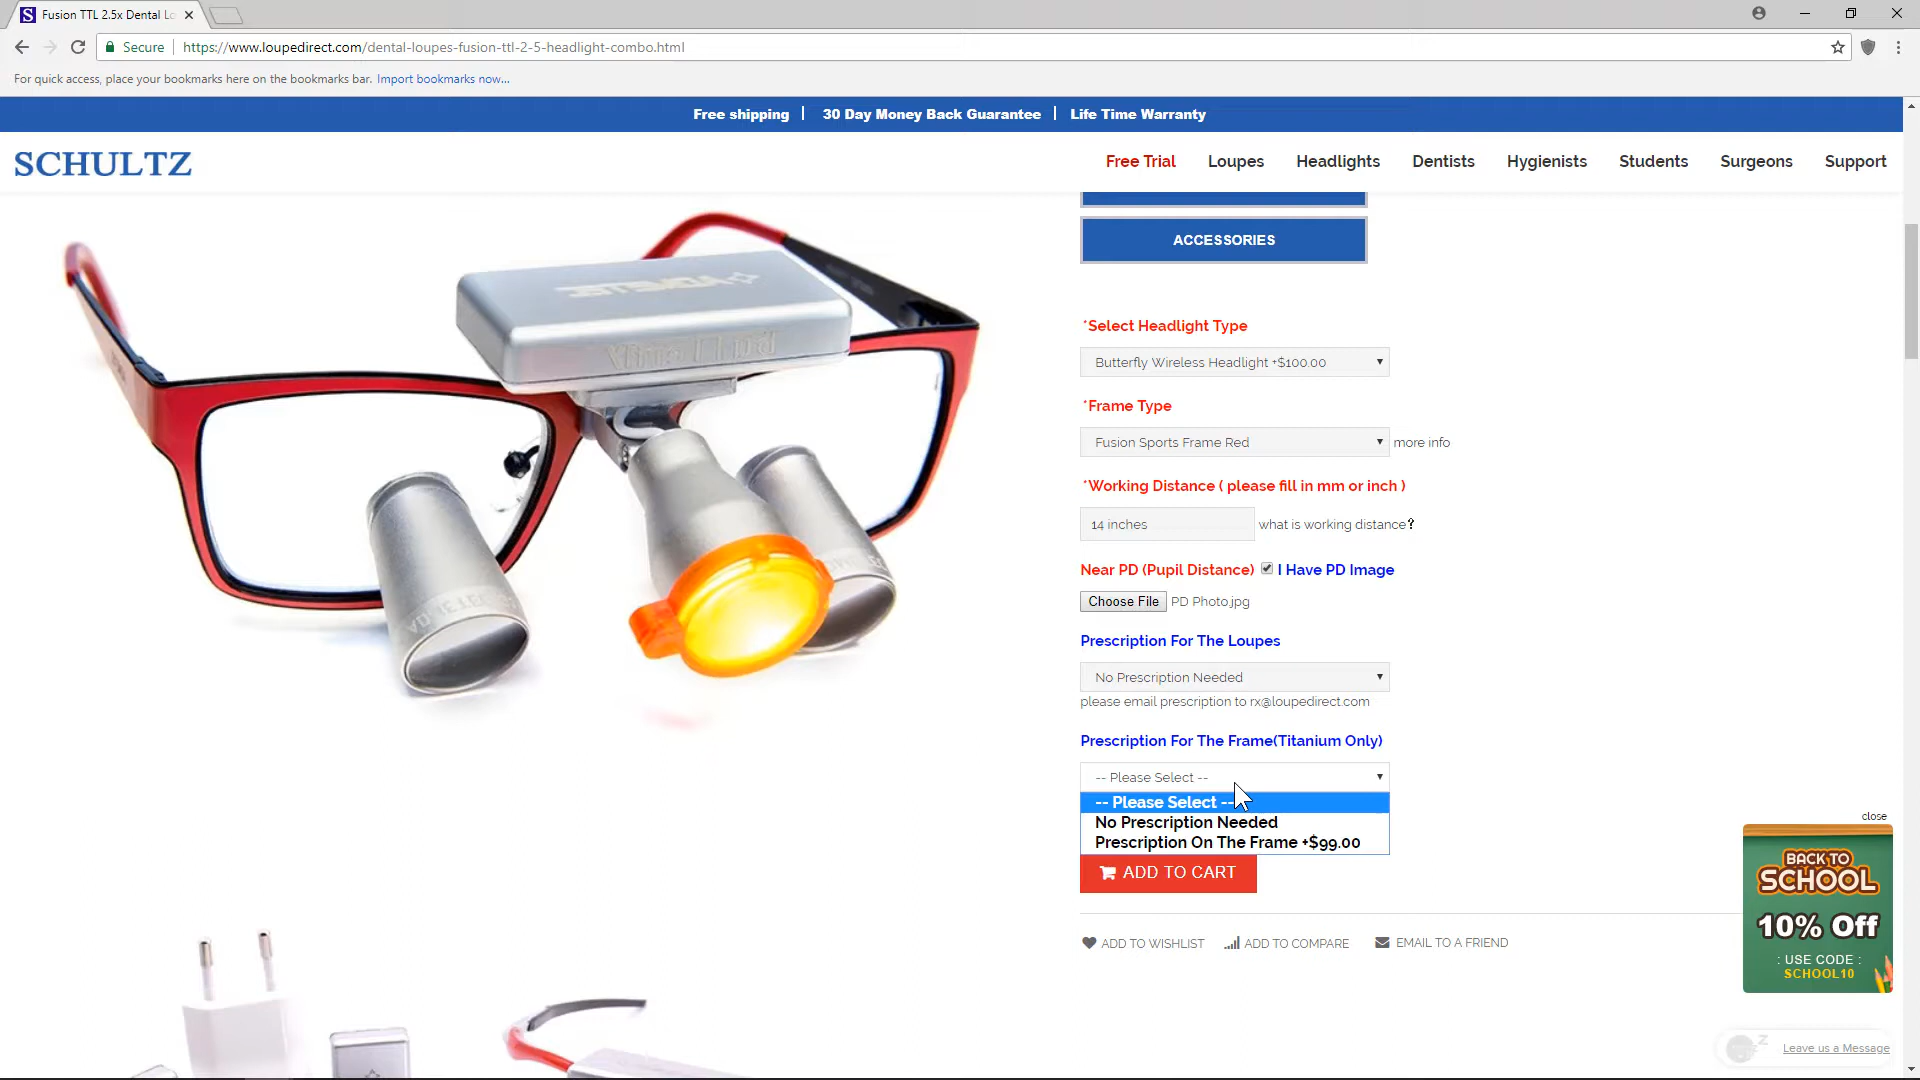 Fusion TTL 2.5x Dental Lo
Secure
https://www.loupedirect.com/dental-loupes-fusion-ttl-2-5-headlight-combo.html
For quick access, place your bookmarks here on the bookmarks bar. Import bookmarks now...
Free shipping | 30 Day Money Back Guarantee | Life Time Warranty
SCHULTZ
Free Trial Loupes Headlights Dentists Hygienists Students Surgeons Support
ACCESSORIES
*Select Headlight Type
Butterfly Wireless Headlight +$100.00
*Frame Type
Fusion Sports Frame Red
more info
*Working Distance ( please fill in mm or inch )
14 inches
what is working distance?
Near PD (Pupil Distance) I Have PD Image
Choose File PD Photo.jpg
Prescription For The Loupes
No Prescription Needed
please email prescription to rx@loupedirect.com
Prescription For The Frame(Titanium Only)
-- Please Select --
-- Please Select --
No Prescription Needed
Prescription On The Frame +$99.00
ADD TO CART
ADD TO WISHLIST ADD TO COMPARE EMAIL TO A FRIEND
close
BACK TO
SCHOOL
10% Off
: USE CODE :
SCHOOL10
Leave us a Message